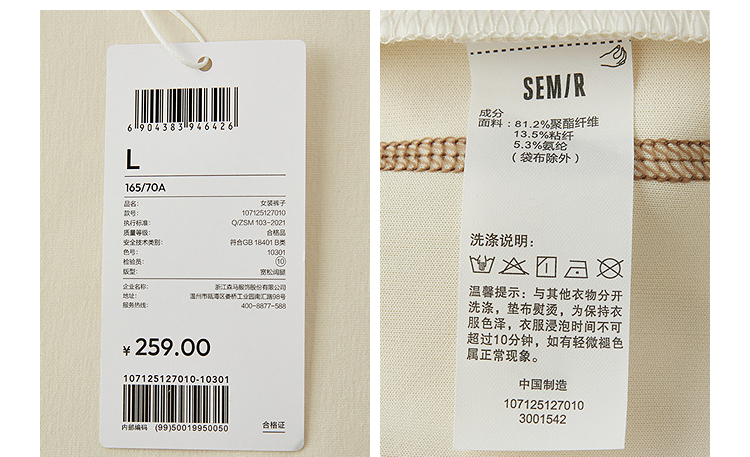 6 904383 946426
L
165/70A
品名: 女装裤子
款号: 107125127010
执行标准: Q/ZSM 103-2021
质量等级: 合格品
安全技术类别: 符合GB 18401 B类
色号: 10301
检验员: 10
版型: 宽松阔腿
企业名称: 浙江森马服饰股份有限公司
地址: 温州市瓯海区娄桥工业园南汇路98号
服务热线: 400-8877-588
¥ 259.00
107125127010-10301
内部编码 (99)50019950050
合格证
SEM/R
成分
面料：81.2%聚酯纤维
13.5%粘纤
5.3%氨纶
（袋布除外）
洗涤说明：
温馨提示：与其他衣物分开
洗涤，垫布熨烫，为保持衣
服色泽，衣服浸泡时间不可
超过10分钟，如有轻微褪色
属正常现象。
中国制造
107125127010
3001542